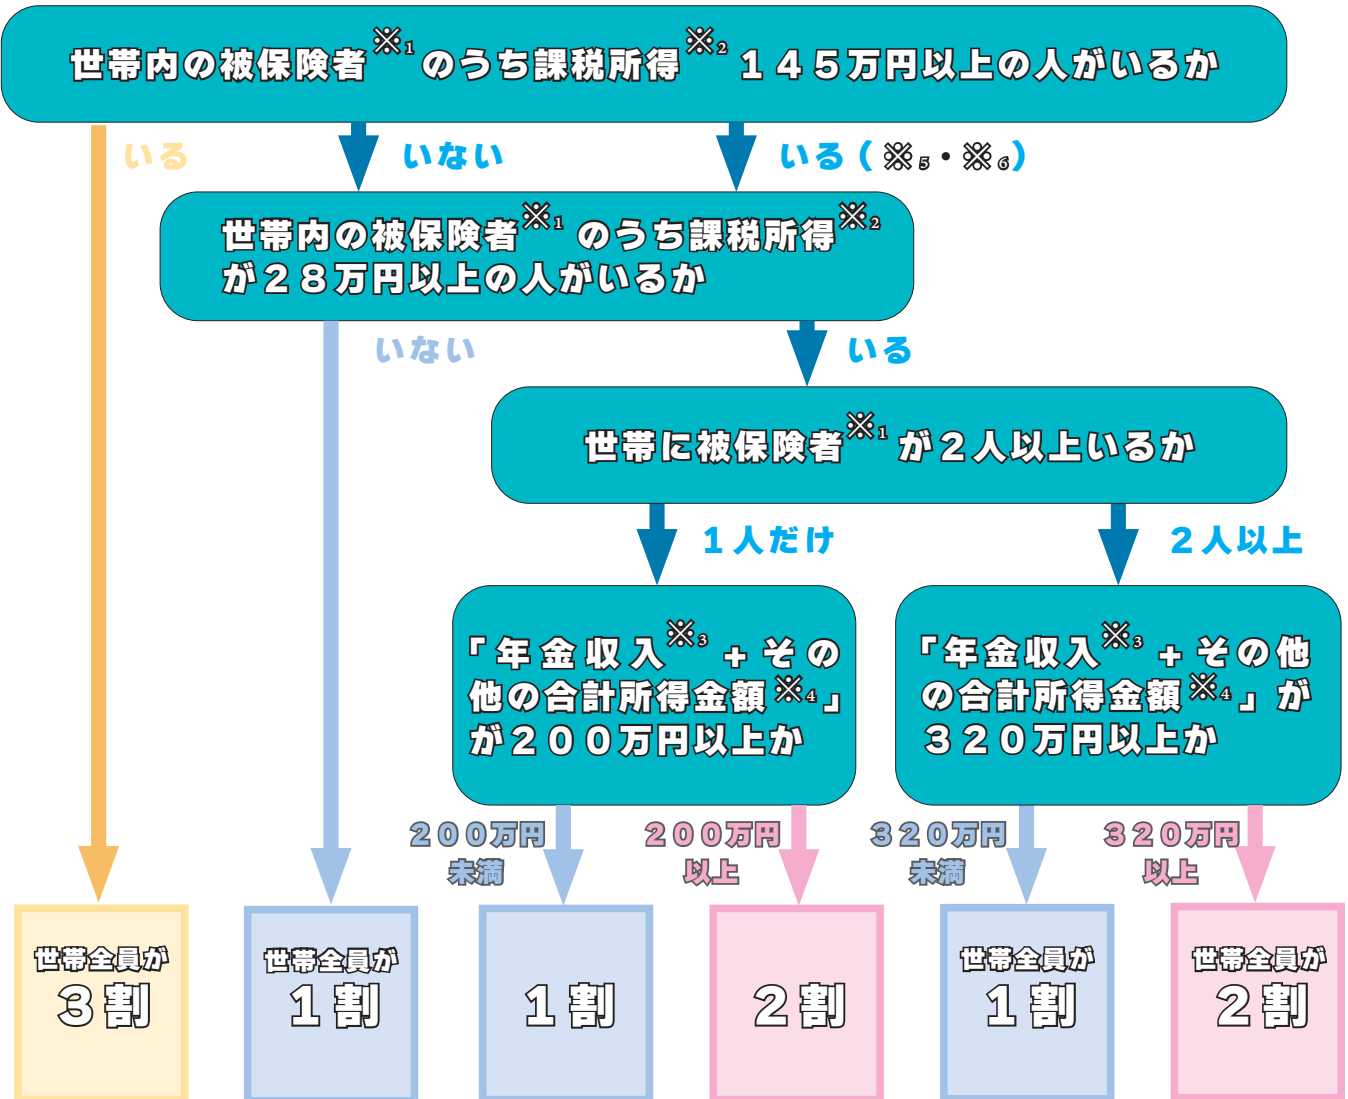 世帯内の被保険者※1のうち課税所得※2１４５万円以上の人がいるか
いる
いない
いる（※5・※6）
世帯内の被保険者※1のうち課税所得※2
が２８万円以上の人がいるか
いない
いる
世帯に被保険者※1が２人以上いるか
１人だけ
２人以上
「年金収入※3＋その
他の合計所得金額※4」
が２００万円以上か
「年金収入※3＋その他
の合計所得金額※4」が
３２０万円以上か
２００万円
未満
２００万円
以上
３２０万円
未満
３２０万円
以上
世帯全員が
３割
世帯全員が
１割
１割
２割
世帯全員が
１割
世帯全員が
２割